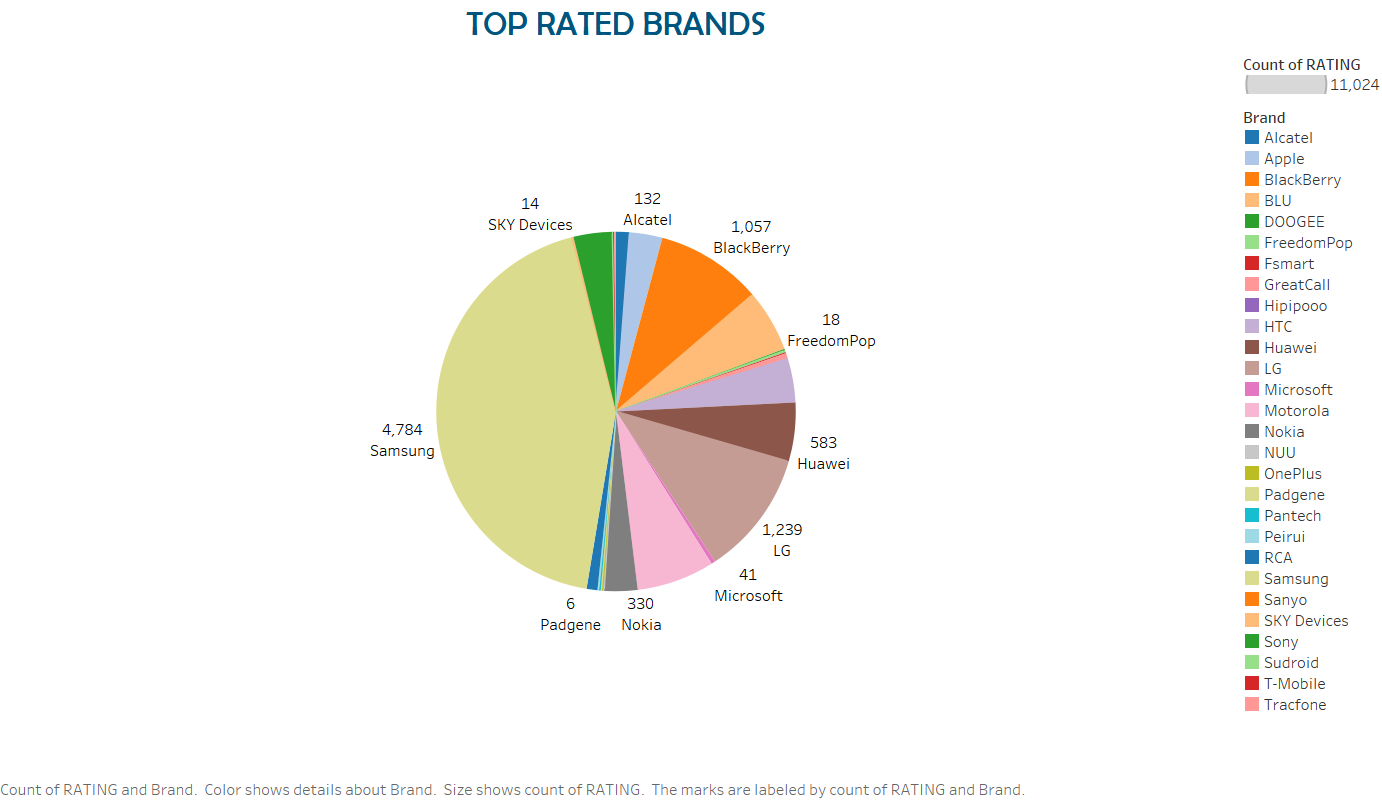 TOP RATED BRANDS
Count of RATING
11,024
Brand
Alcatel
Apple
BlackBerry
BLU
DOOGEE
FreedomPop
Fsmart
GreatCall
Hipipooo
HTC
Huawei
LG
Microsoft
Motorola
Nokia
NUU
OnePlus
Padgene
Pantech
Peirui
RCA
Samsung
Sanyo
SKY Devices
Sony
Sudroid
T-Mobile
Tracfone
14
SKY Devices
132
Alcatel
1,057
BlackBerry
18
FreedomPop
583
Huawei
1,239
LG
41
Microsoft
330
Nokia
6
Padgene
4,784
Samsung
Count of RATING and Brand.  Color shows details about Brand.  Size shows count of RATING.  The marks are labeled by count of RATING and Brand.